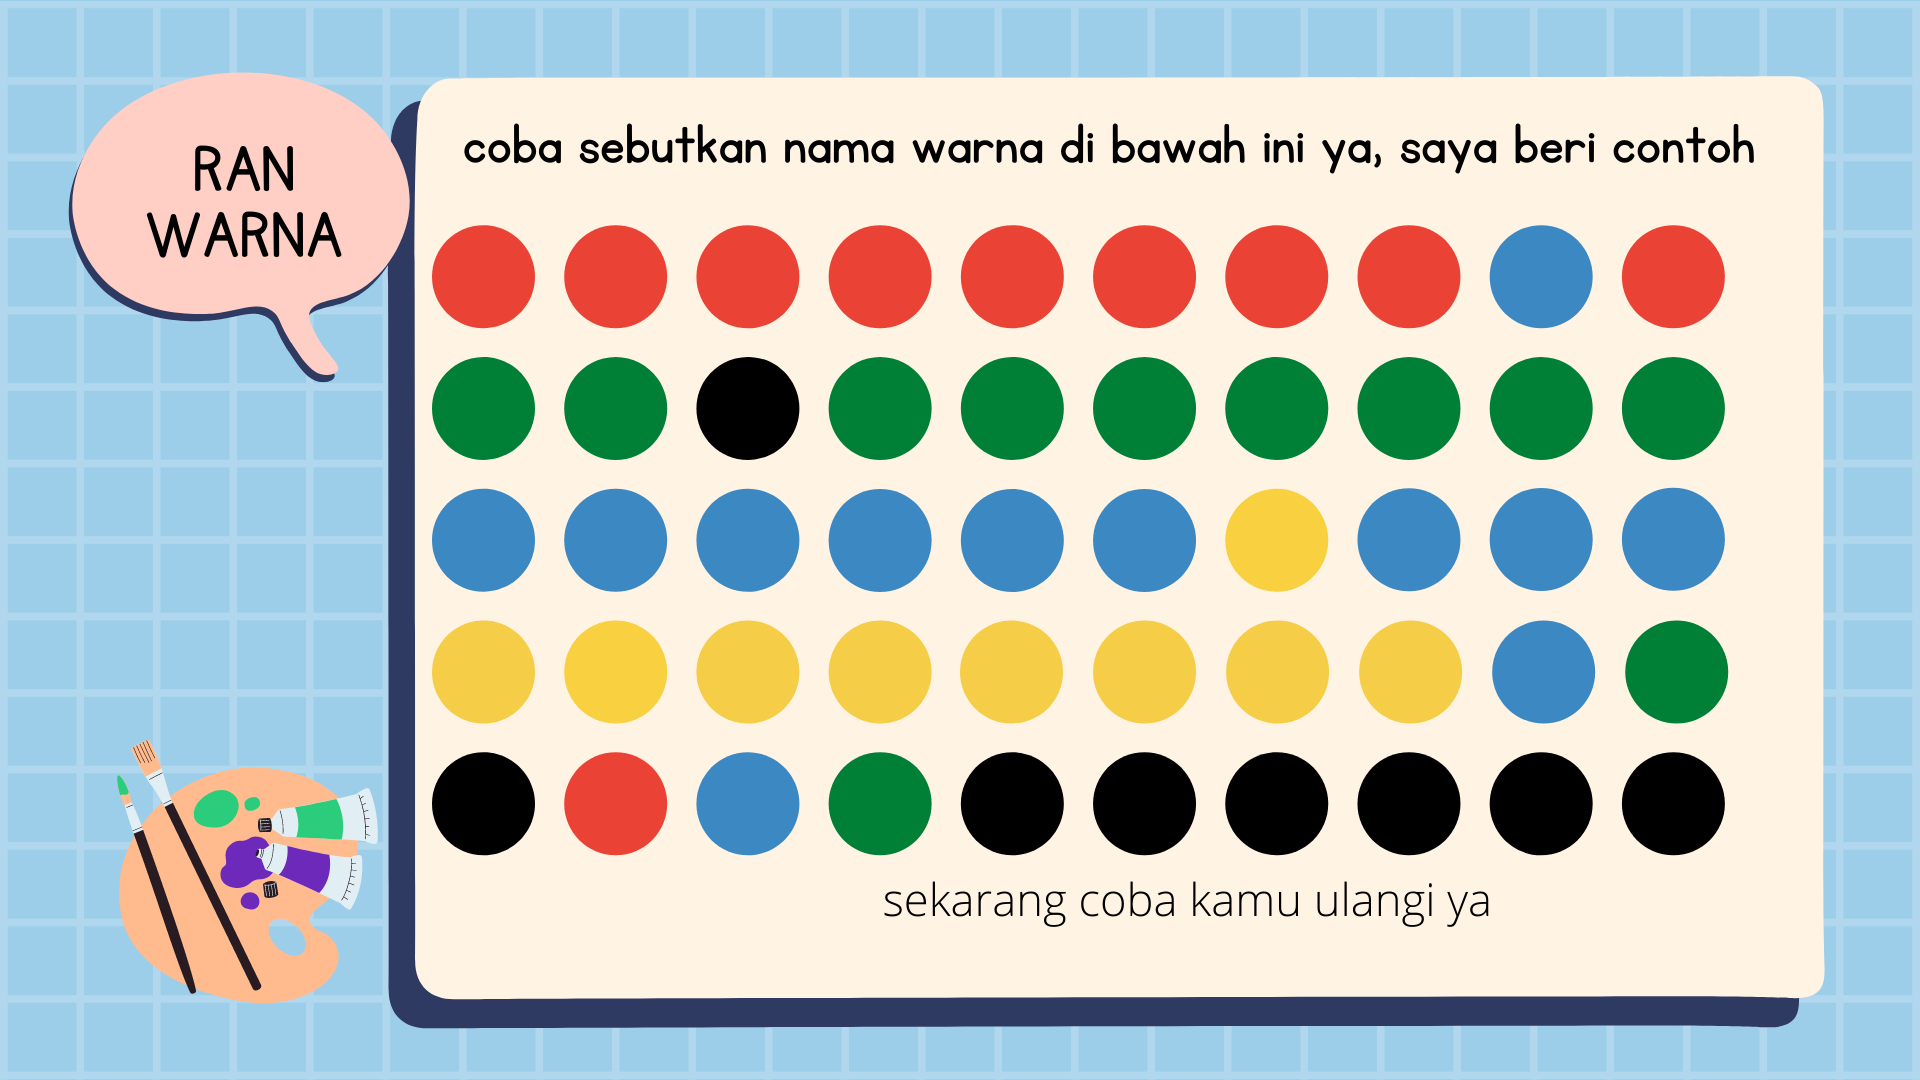 RAN
WARNA
coba sebutkan nama warna di bawah ini ya, saya beri contoh
sekarang coba kamu ulangi ya